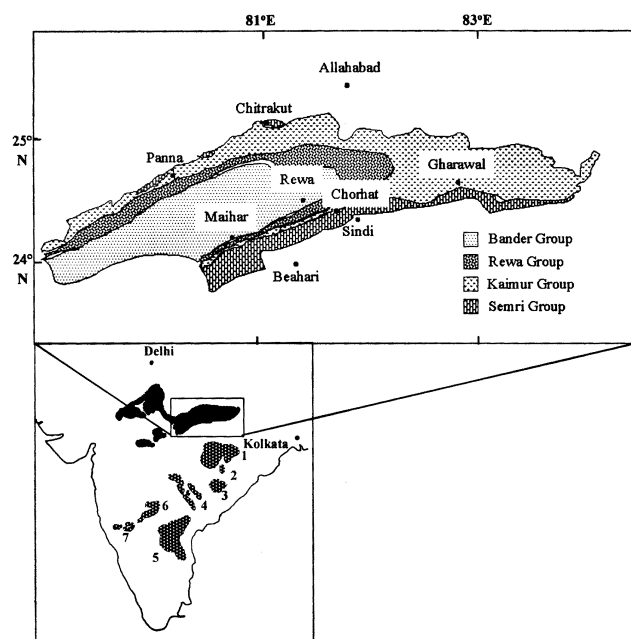 81°E 83°E
Allahabad
Chitrakut
25°
N
Panna
Gharawal
Rewa
Chorhat
Maihar
Sindi
Bander Group
24°
N
Rewa Group
Beahari
Kaimur Group
Semri Group
Delhi
Kolkata
1
2
3
4
6
7
5